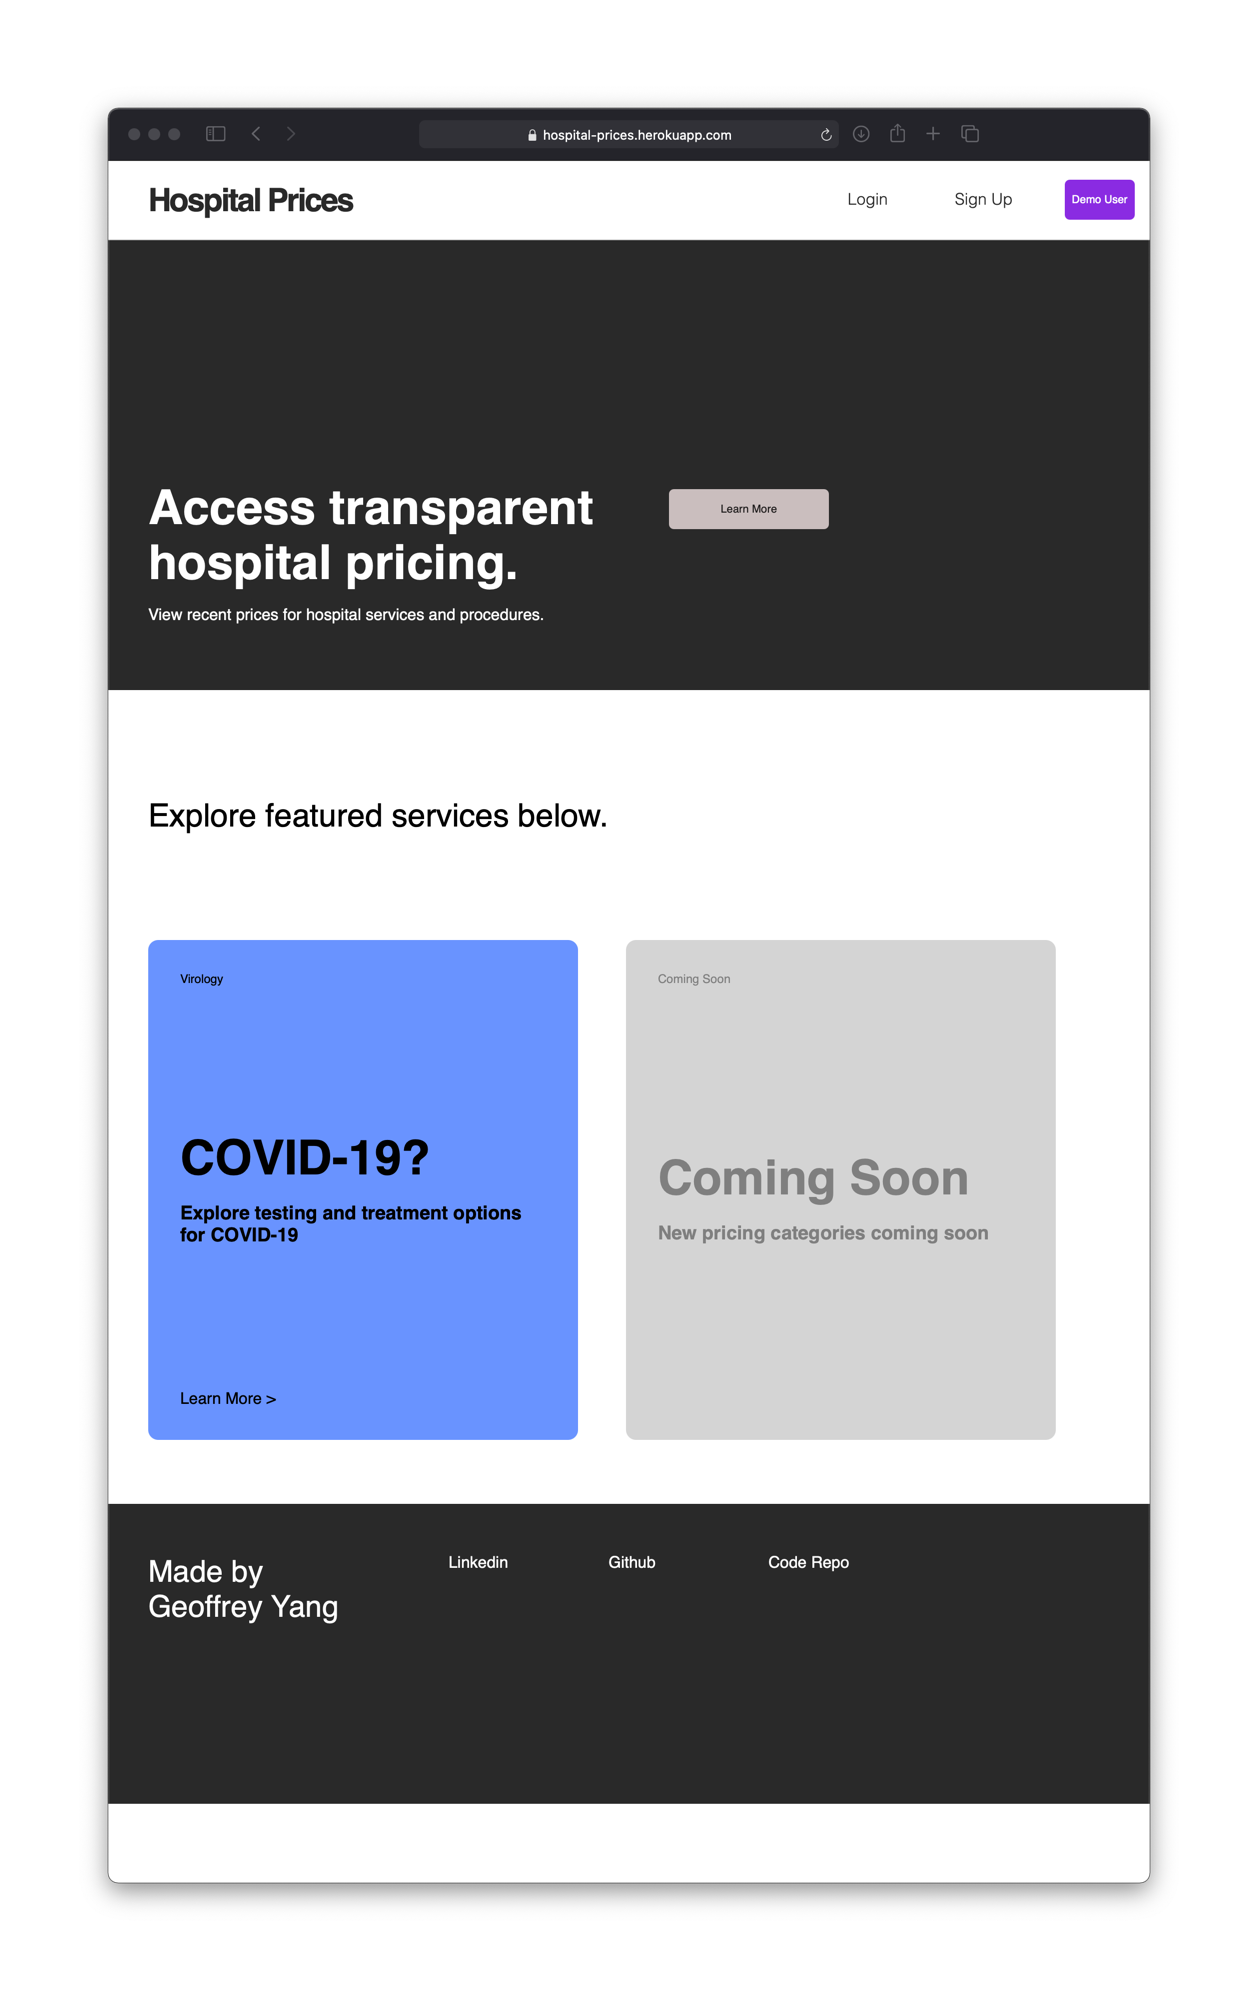 hospital-prices.herokuapp.com
Hospital Prices
Login
Sign Up
Demo User
Access transparent
hospital pricing.
Learn More
View recent prices for hospital services and procedures.
Explore featured services below.
Virology
COVID-19?
Explore testing and treatment options
for COVID-19
Learn More >
Coming Soon
Coming Soon
New pricing categories coming soon
Made by
Geoffrey Yang
Linkedin
Github
Code Repo